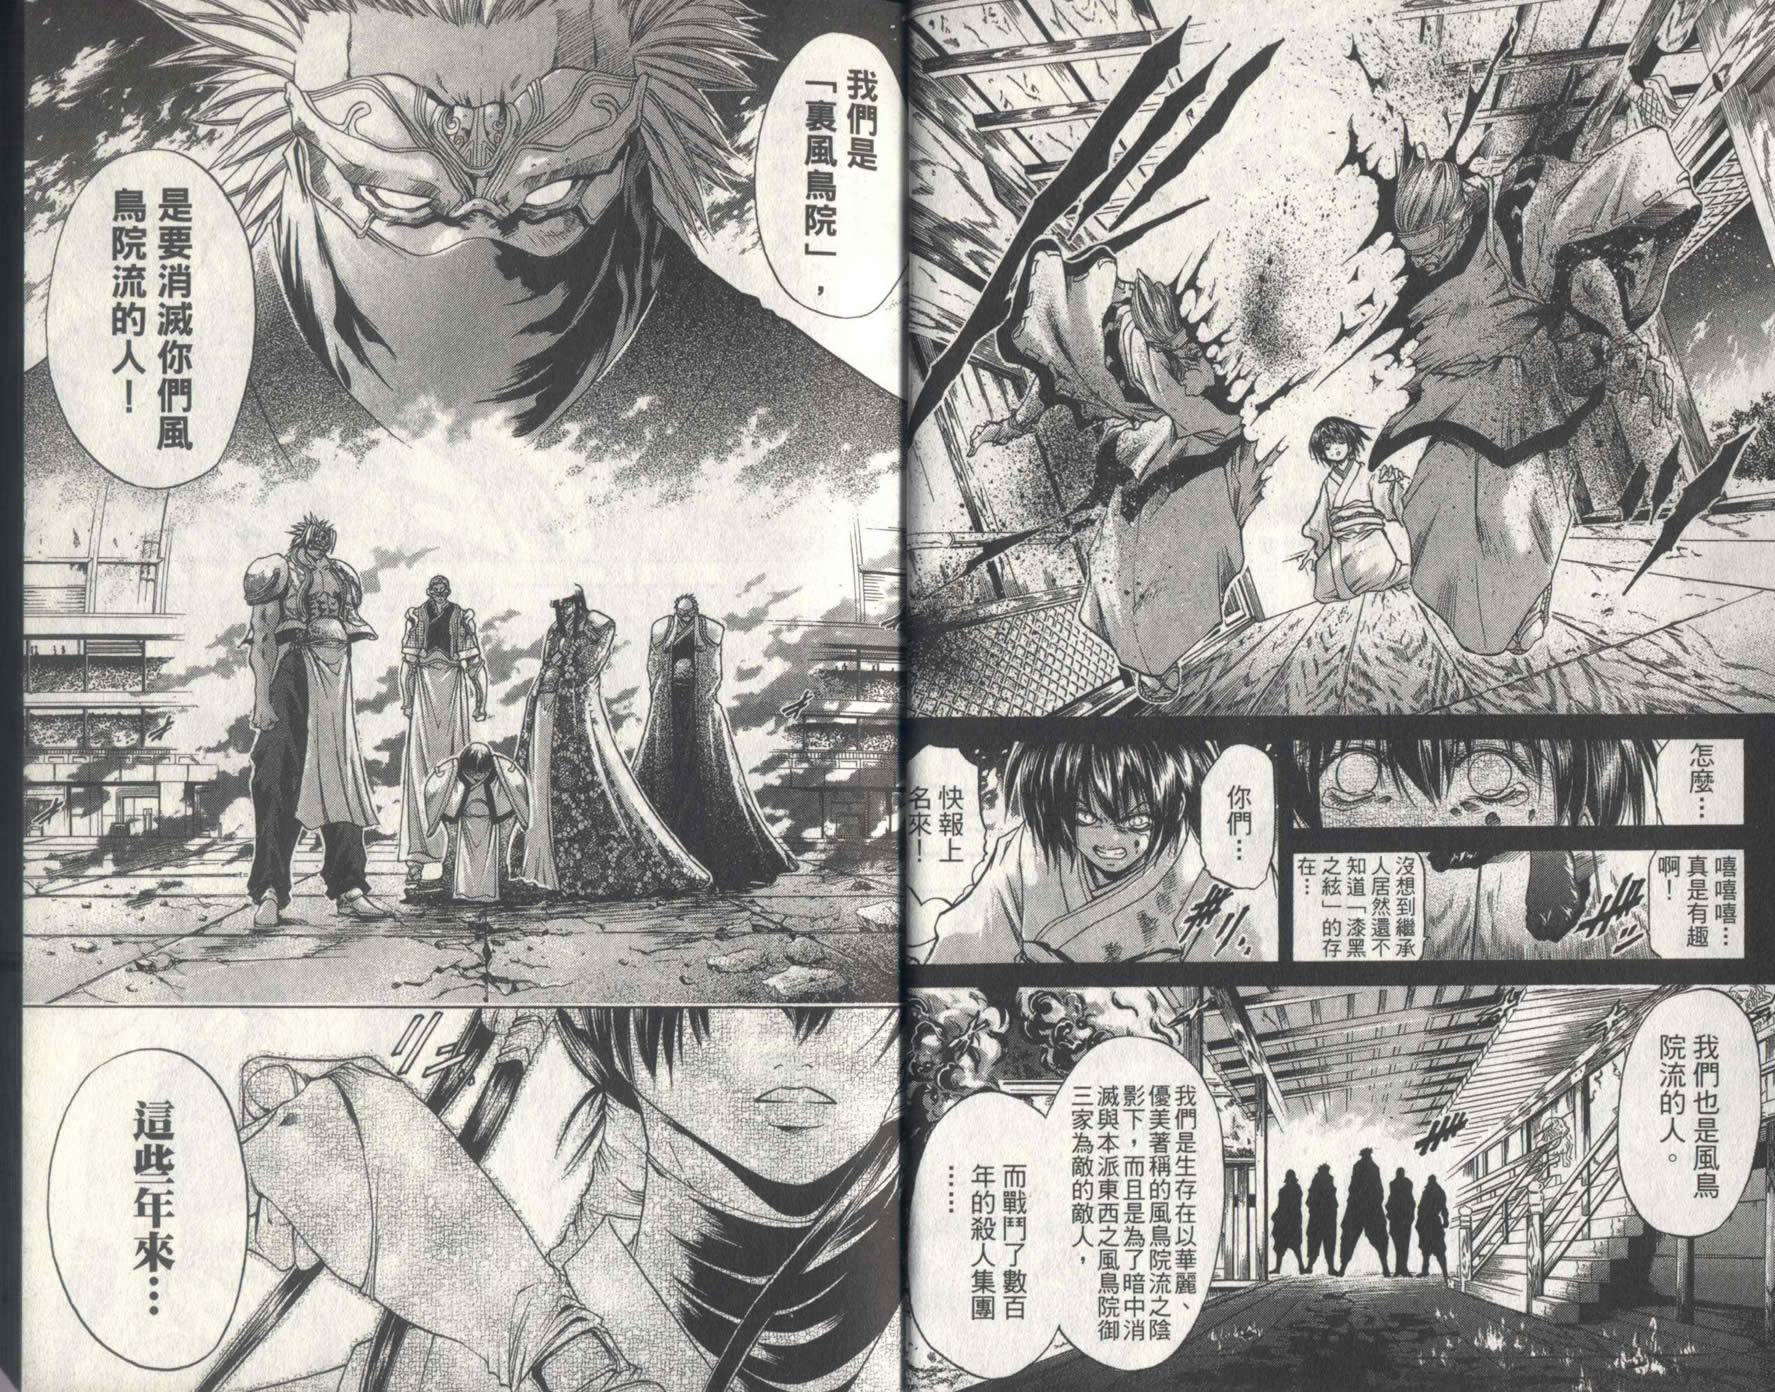 怎麼…
嘻嘻嘻…
真是有趣
啊！
沒想到繼承
人居然還不
知道「漆黑
之絃」的存
在…
你們…
快報上
名來！
我們也是風鳥
院流的人。
我們是生存在以華麗、
優美著稱的風鳥院流之陰
影下，而且是為了暗中消
滅與本派東西之風鳥院御
三家為敵的敵人，
而戰鬥了數百
年的殺人集團
……
我們是
「裏風鳥院」，
是要消滅你們風
鳥院流的人！
這些年來…